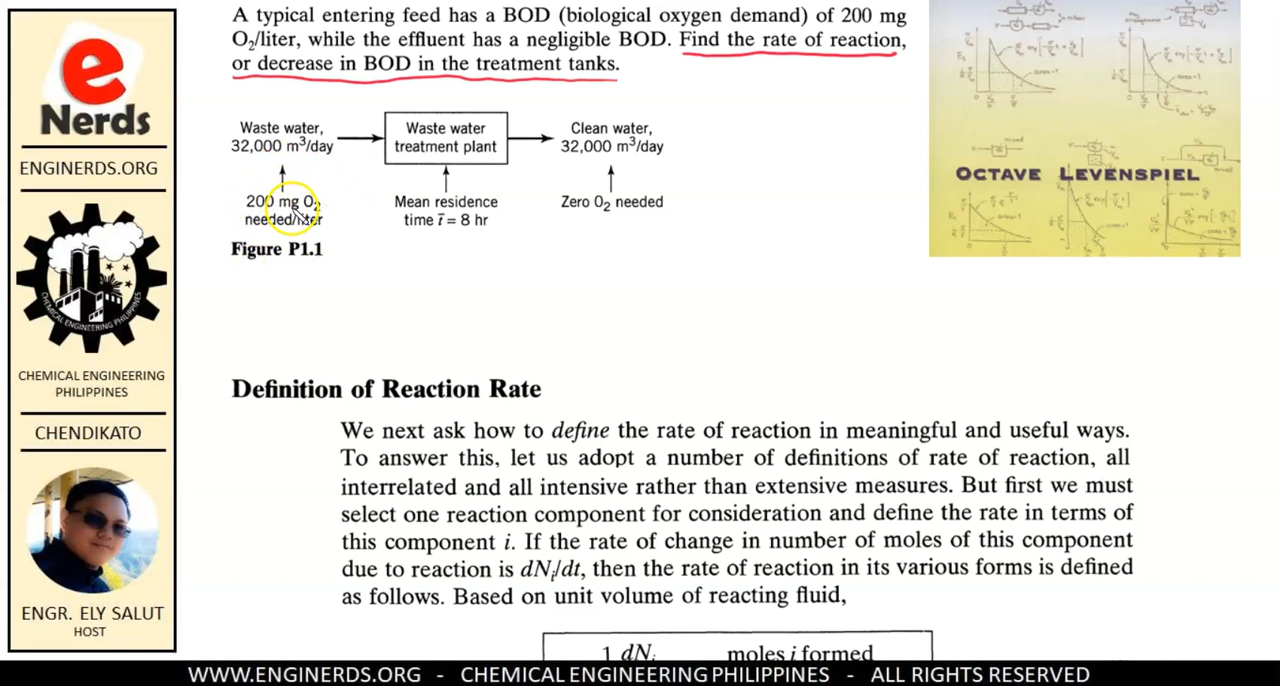 A typical entering feed has a BOD (biological oxygen demand) of 200 mg
O₂/liter, while the effluent has a negligible BOD. Find the rate of reaction,
or decrease in BOD in the treatment tanks.
Waste water,
32,000 m³/day
Waste water
treatment plant
Clean water,
32,000 m³/day
200 mg O₂
needed/liter
Mean residence
time t̄ = 8 hr
Zero O₂ needed
Figure P1.1
Definition of Reaction Rate
We next ask how to define the rate of reaction in meaningful and useful ways.
To answer this, let us adopt a number of definitions of rate of reaction, all
interrelated and all intensive rather than extensive measures. But first we must
select one reaction component for consideration and define the rate in terms of
this component i. If the rate of change in number of moles of this component
due to reaction is dNᵢ/dt, then the rate of reaction in its various forms is defined
as follows. Based on unit volume of reacting fluid,
1 dNᵢ moles i formed
e
Nerds
ENGINERDS.ORG
CHEMICAL ENGINEERING PHILIPPINES
CHEMICAL ENGINEERING
PHILIPPINES
CHENDIKATO
ENGR. ELY SALUT
HOST
OCTAVE LEVENSPIEL
WWW.ENGINERDS.ORG - CHEMICAL ENGINEERING PHILIPPINES - ALL RIGHTS RESERVED